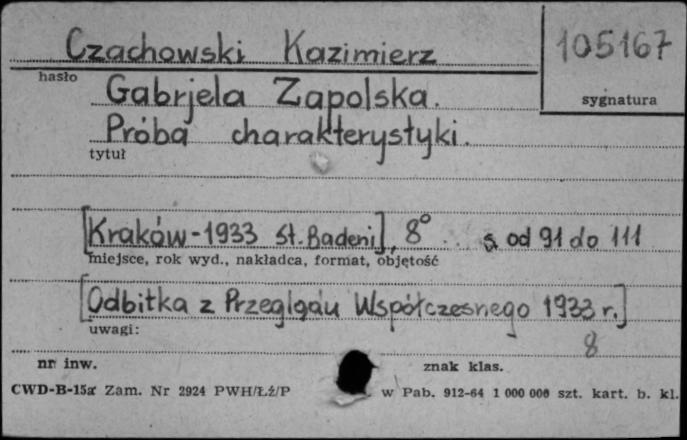 Czachowski Kazimierz
105167
hasło
sygnatura
Gabrjela Zapolska.
Próba charakterystyki.
tytuł
[Kraków-1933 St. Badeni], 8° s. od 91 do 111
miejsce, rok wyd., nakładca, format, objętość
[Odbitka z Przeglądu Współczesnego 1933 r.]
uwagi:
8
nr inw.
znak klas.
CWD-B-15a Zam. Nr 2924 PWH/Łź/P w Pab. 912-64 1 000 000 szt. kart. b. kl.